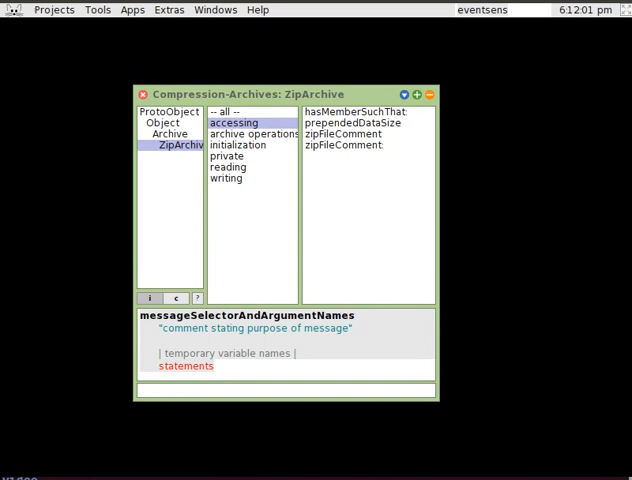 Projects Tools Apps Extras Windows Help eventsens 6:12:01 pm
Compression-Archives: ZipArchive
ProtoObject
Object
Archive
ZipArchiv
-- all --
accessing
archive operations
initialization
private
reading
writing
hasMemberSuchThat:
prependedDataSize
zipFileComment
zipFileComment:
i c ?
messageSelectorAndArgumentNames
"comment stating purpose of message"
| temporary variable names |
statements